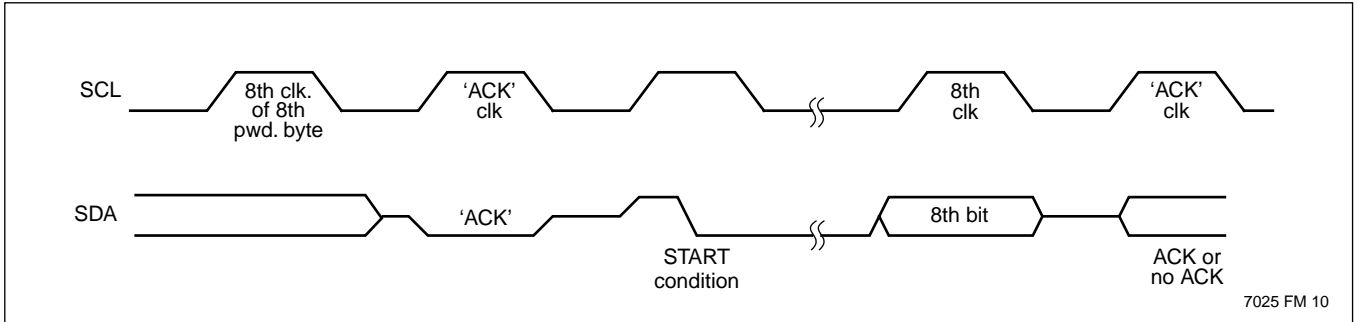 SCL
8th clk.
of 8th
pwd. byte
'ACK'
clk
8th
clk
'ACK'
clk
SDA
'ACK'
START
condition
8th bit
ACK or
no ACK
7025 FM 10